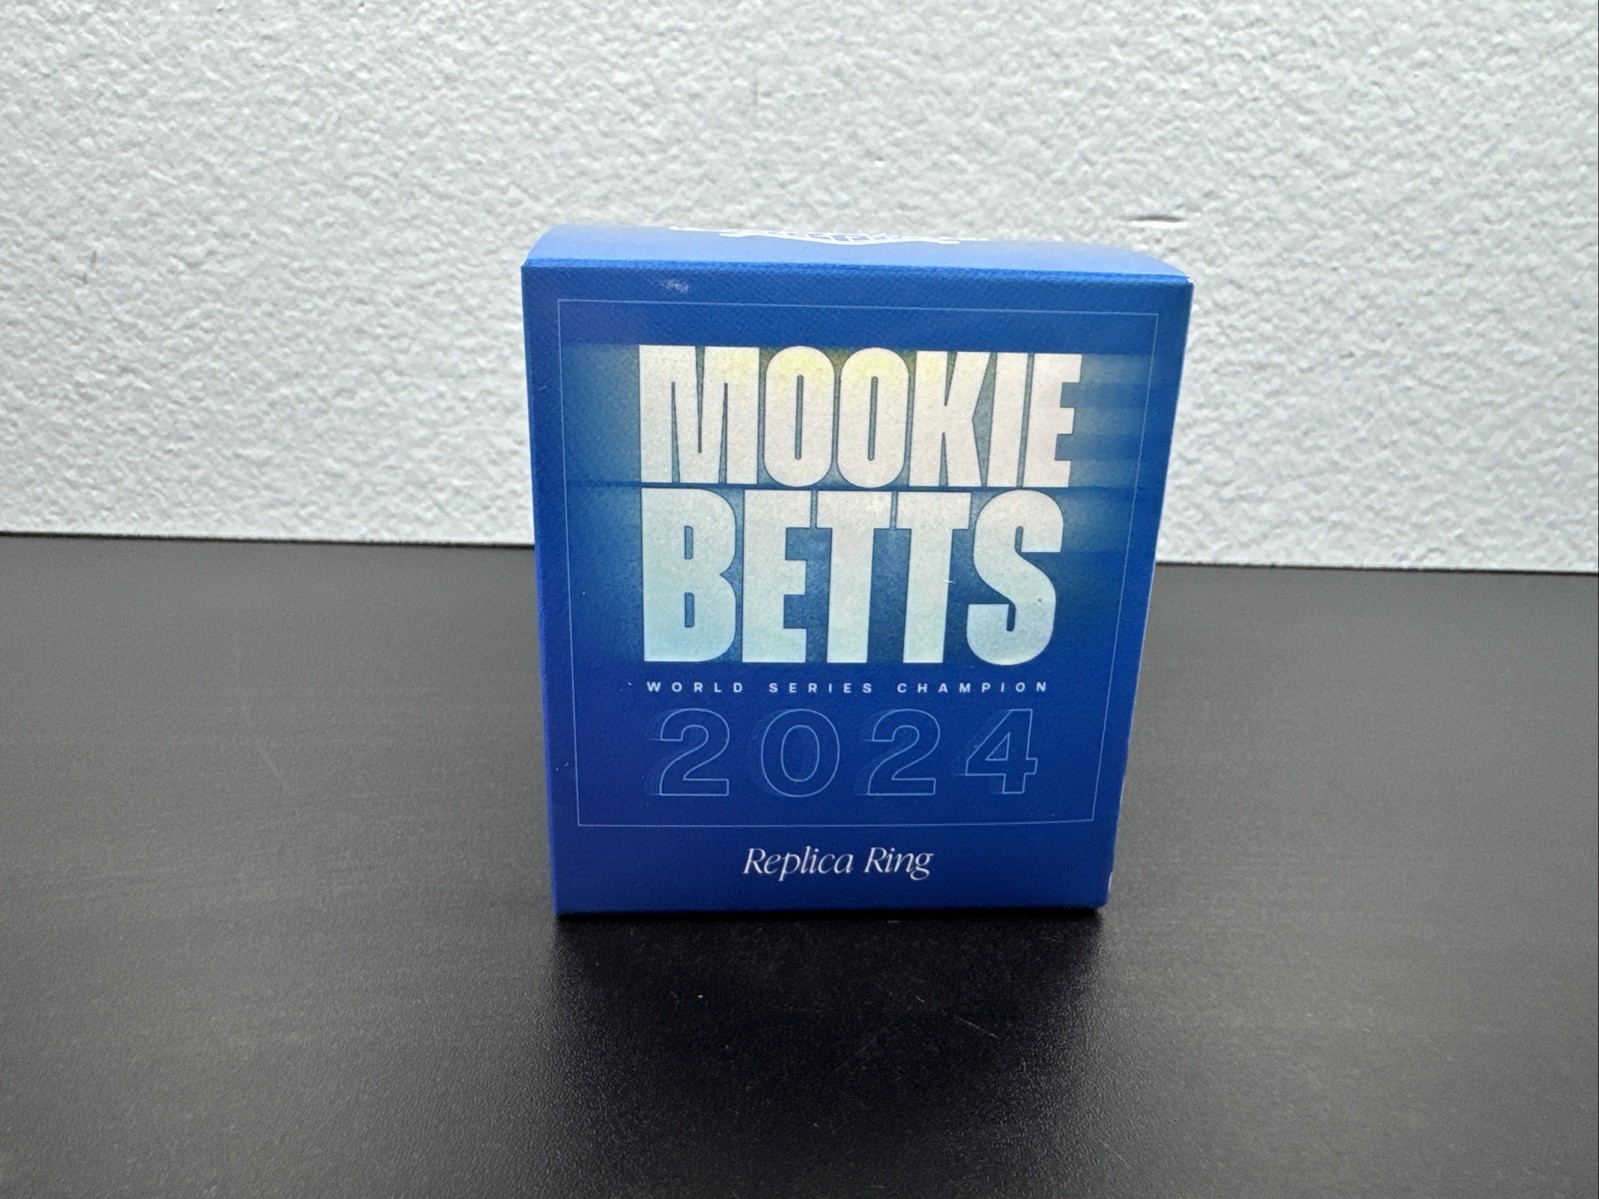 MOOKIE
BETTS
WORLD SERIES CHAMPION
2024
Replica Ring